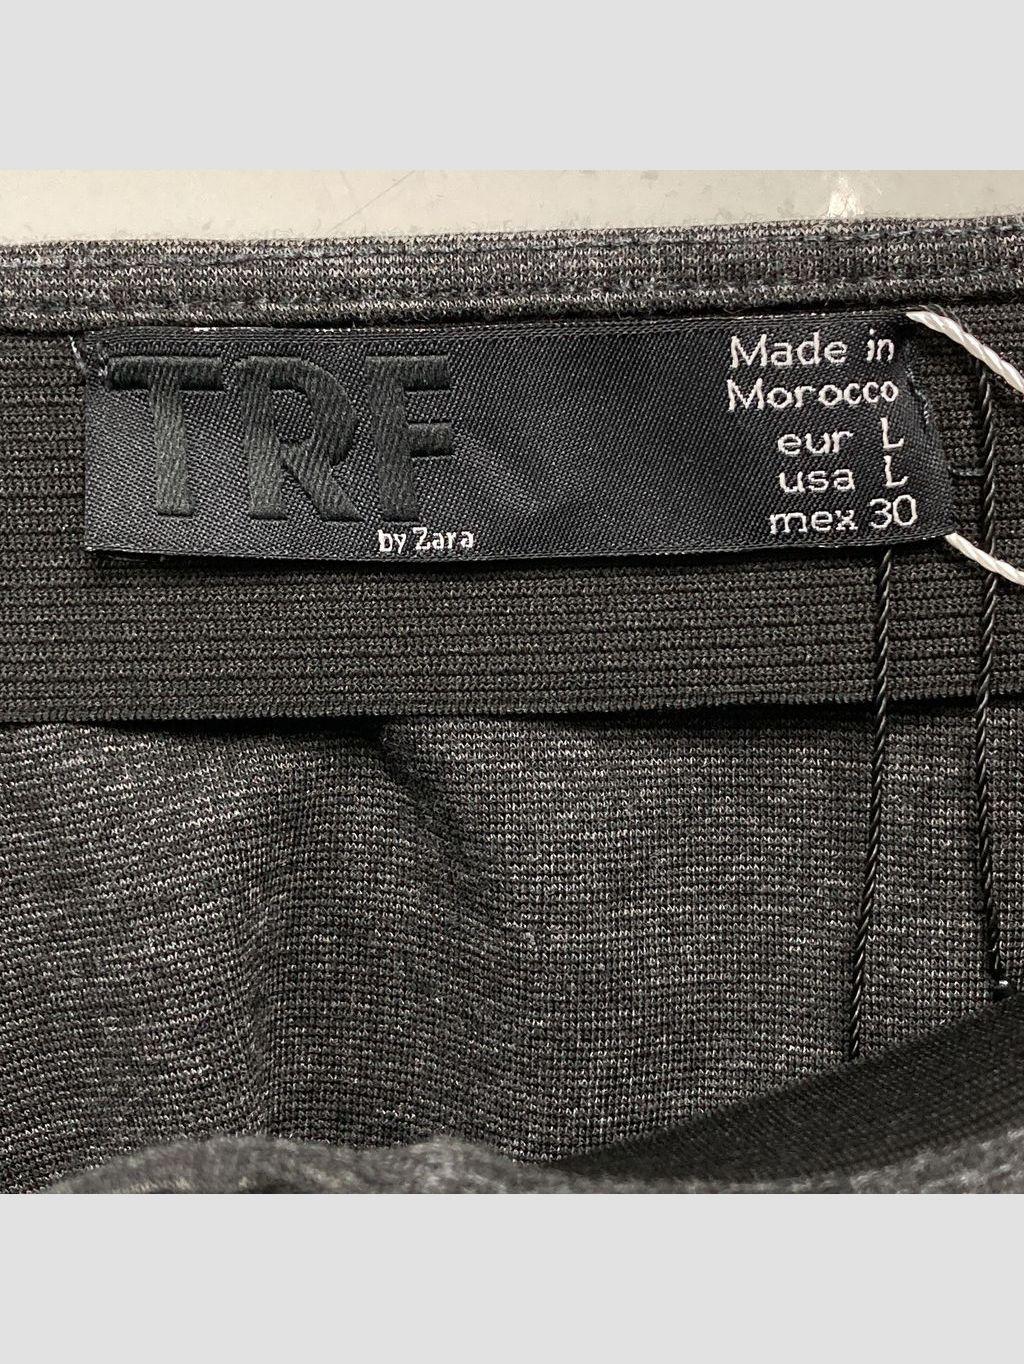 TRF
by Zara
Made in
Morocco
eur L
usa L
mex 30